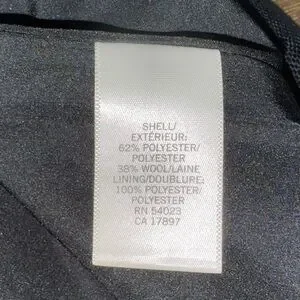 SHELL/
EXTÉRIEUR:
62% POLYESTER/
POLYESTER
38% WOOL/LAINE
LINING/DOUBLURE:
100% POLYESTER/
POLYESTER
RN 54023
CA 17897